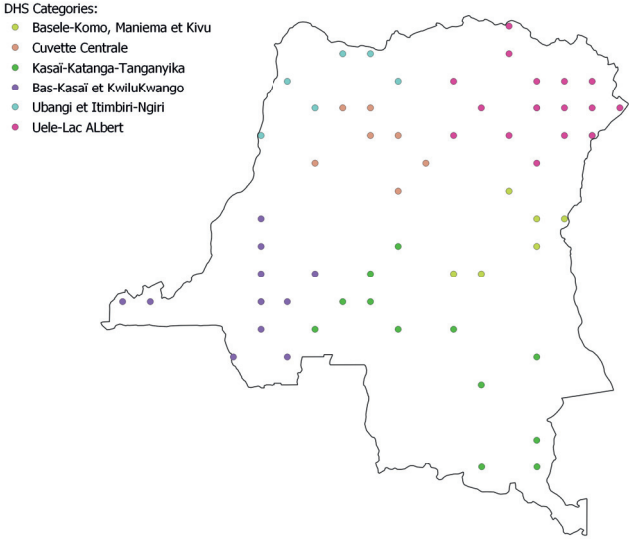 DHS Categories:
Basele-Komo, Maniema et Kivu
Cuvette Centrale
Kasaï-Katanga-Tanganyika
Bas-Kasaï et KwiluKwango
Ubangi et Itimbiri-Ngiri
Uele-Lac ALbert